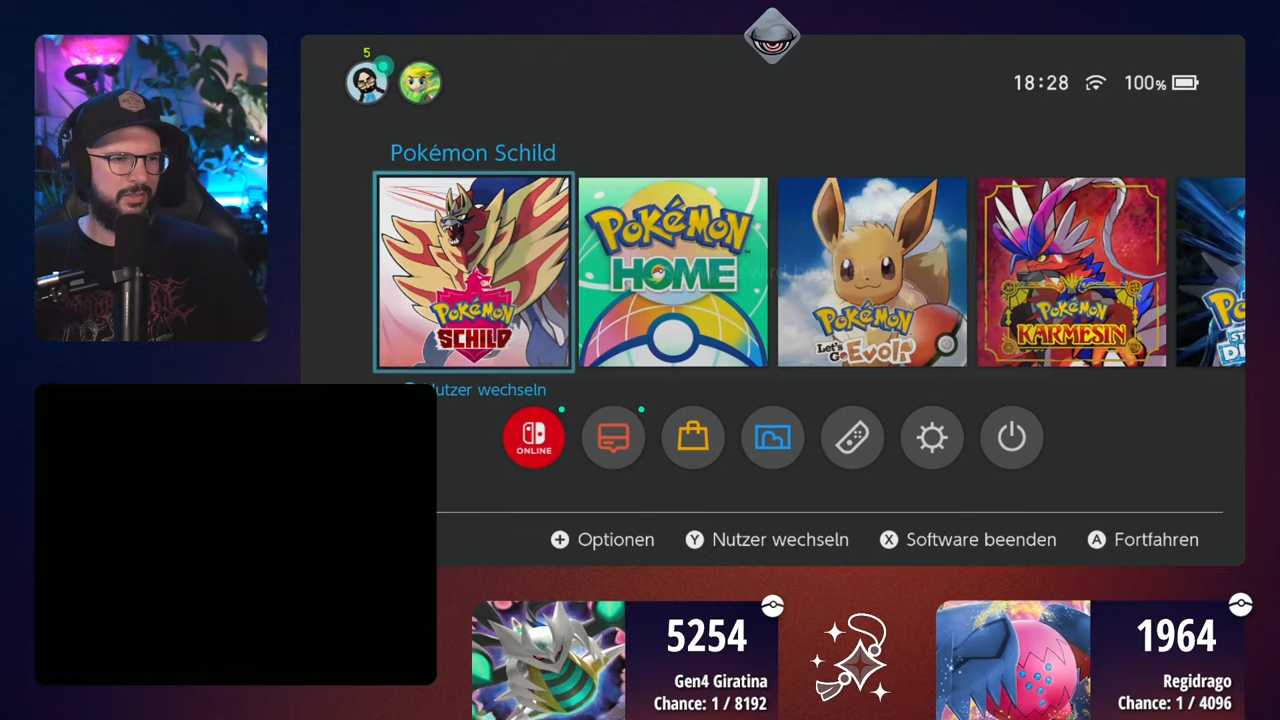 5
18:28
100%
Pokémon Schild
Pokémon
SCHILD
Pokémon
HOME
Pokémon
Let's Go Evoli!
Pokémon
KARMESIN
Nutzer wechseln
ONLINE
Optionen
Y Nutzer wechseln
X Software beenden
A Fortfahren
5254
Gen4 Giratina
Chance: 1 / 8192
1964
Regidrago
Chance: 1 / 4096